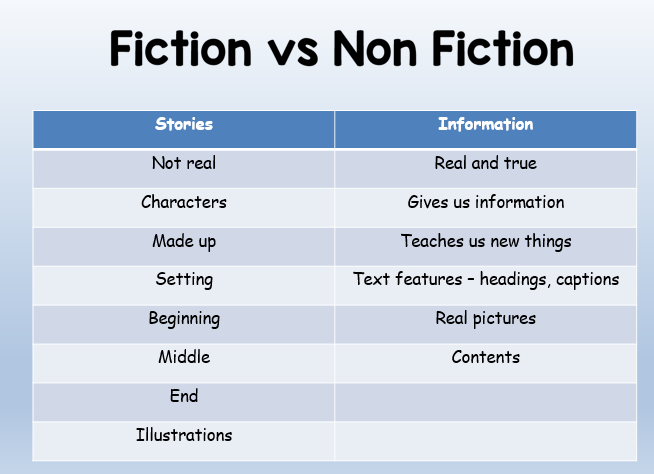 Fiction vs Non Fiction
Stories Information
Not real Real and true
Characters Gives us information
Made up Teaches us new things
Setting Text features – headings, captions
Beginning Real pictures
Middle Contents
End
Illustrations